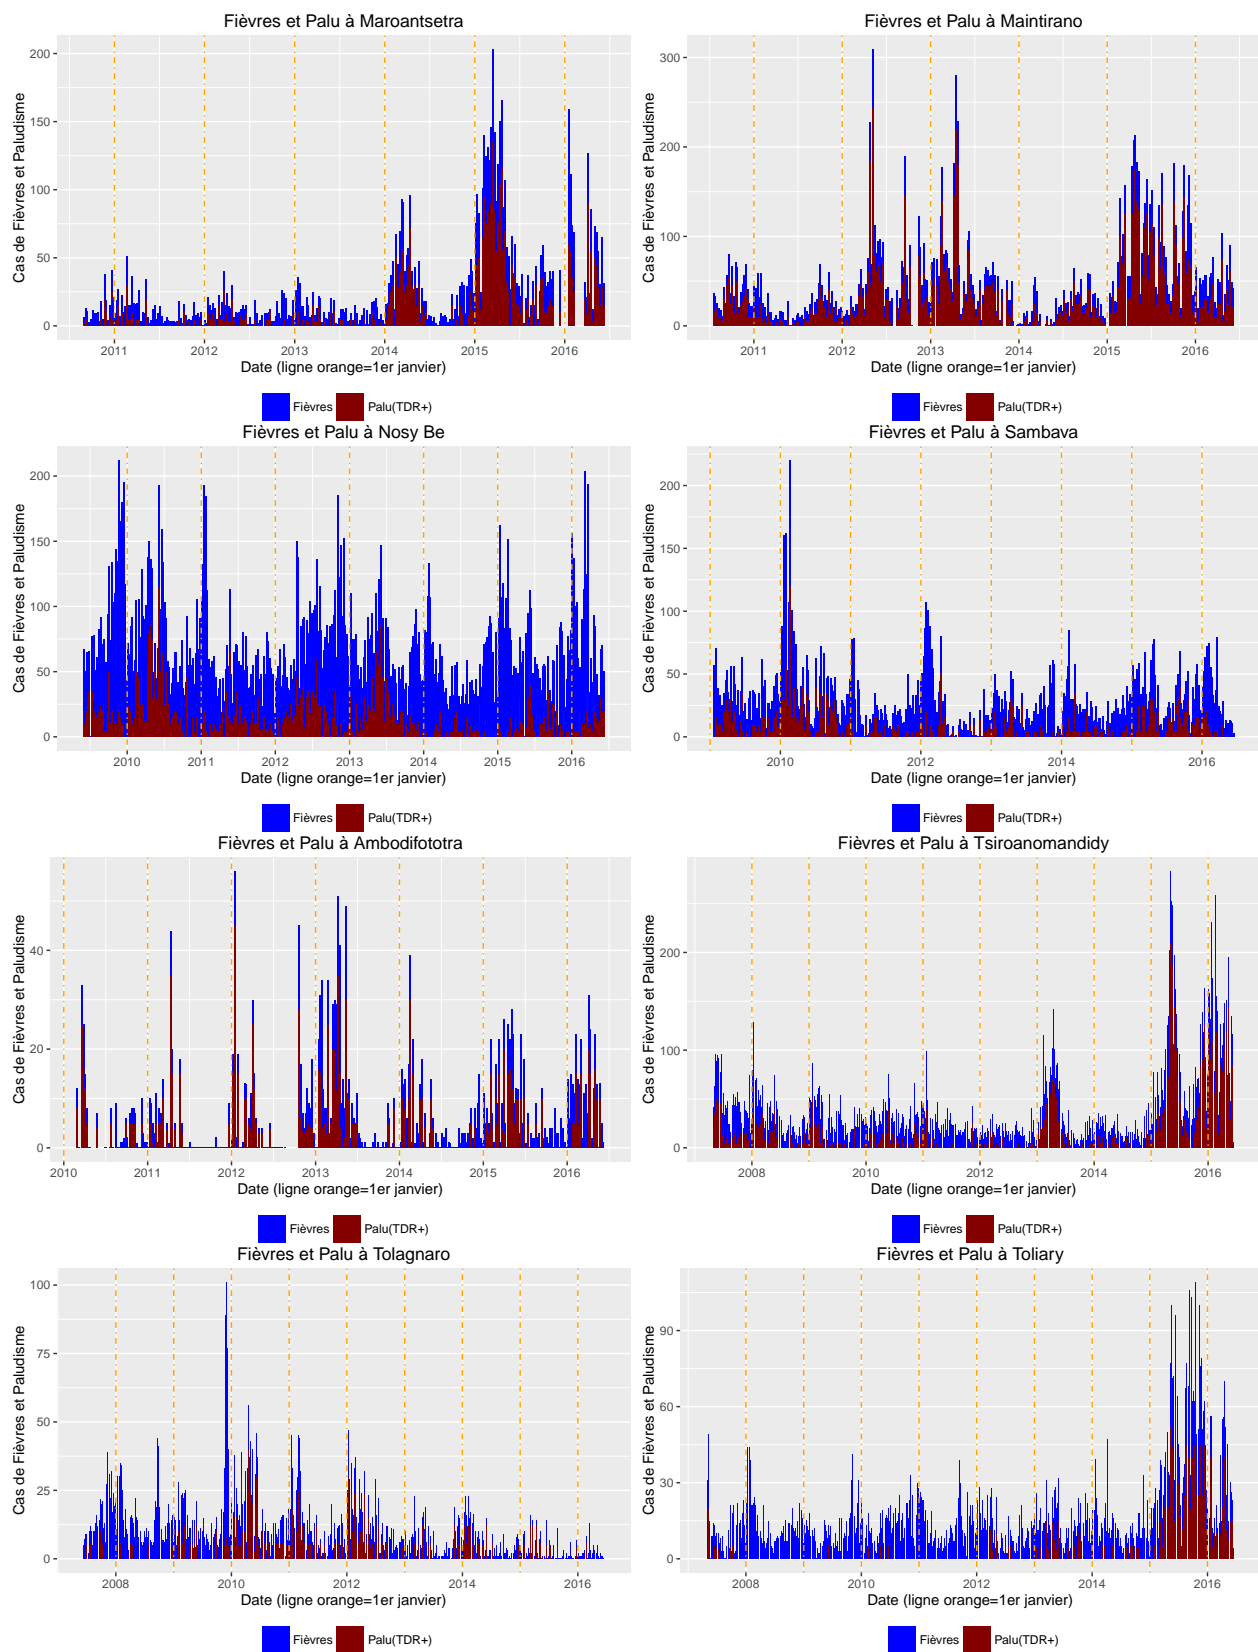 Fièvres et Palu à Maroantsetra
Cas de Fièvres et Paludisme
200
150
100
50
0
2011 2012 2013 2014 2015 2016
Date (ligne orange=1er janvier)
Fièvres Palu(TDR+)
Fièvres et Palu à Maintirano
Cas de Fièvres et Paludisme
300
200
100
0
2011 2012 2013 2014 2015 2016
Date (ligne orange=1er janvier)
Fièvres Palu(TDR+)
Fièvres et Palu à Nosy Be
Cas de Fièvres et Paludisme
200
150
100
50
0
2010 2011 2012 2013 2014 2015 2016
Date (ligne orange=1er janvier)
Fièvres Palu(TDR+)
Fièvres et Palu à Sambava
Cas de Fièvres et Paludisme
200
150
100
50
0
2010 2012 2014 2016
Date (ligne orange=1er janvier)
Fièvres Palu(TDR+)
Fièvres et Palu à Ambodifototra
Cas de Fièvres et Paludisme
40
20
0
2010 2011 2012 2013 2014 2015 2016
Date (ligne orange=1er janvier)
Fièvres Palu(TDR+)
Fièvres et Palu à Tsiroanomandidy
Cas de Fièvres et Paludisme
200
100
0
2008 2010 2012 2014 2016
Date (ligne orange=1er janvier)
Fièvres Palu(TDR+)
Fièvres et Palu à Tolagnaro
Cas de Fièvres et Paludisme
100
75
50
25
0
2008 2010 2012 2014 2016
Date (ligne orange=1er janvier)
Fièvres Palu(TDR+)
Fièvres et Palu à Toliary
Cas de Fièvres et Paludisme
90
60
30
0
2008 2010 2012 2014 2016
Date (ligne orange=1er janvier)
Fièvres Palu(TDR+)